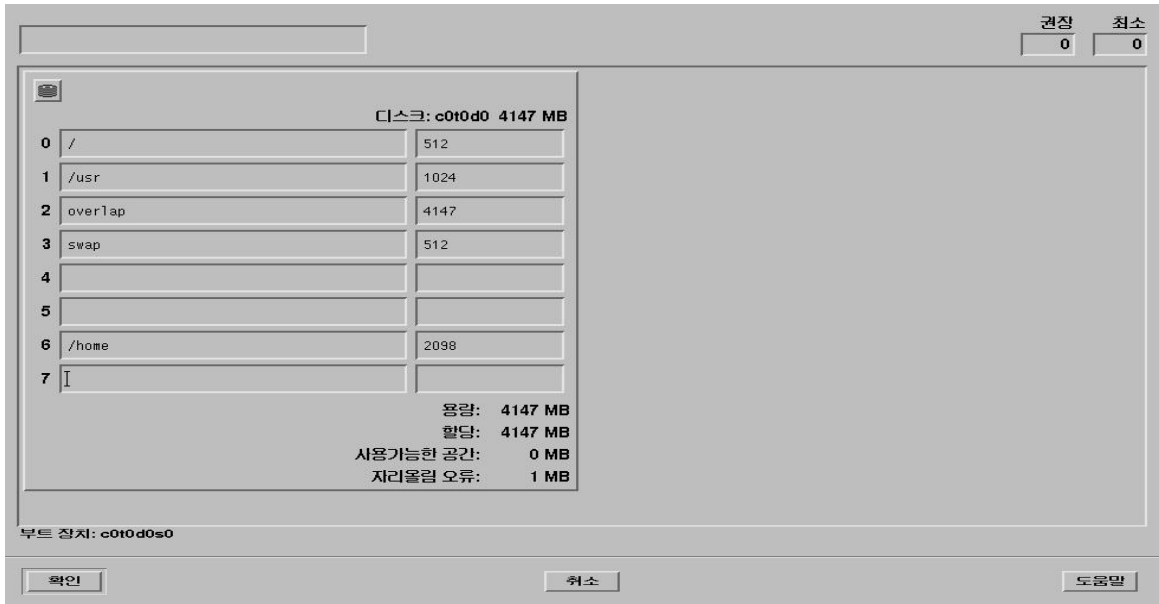 권장 최소
0 0
디스크: c0t0d0 4147 MB
0 / 512
1 /usr 1024
2 overlap 4147
3 swap 512
4
5
6 /home 2098
7
용량: 4147 MB
할당: 4147 MB
사용가능한 공간: 0 MB
자리올림 오류: 1 MB
부트 장치: c0t0d0s0
확인 취소 도움말